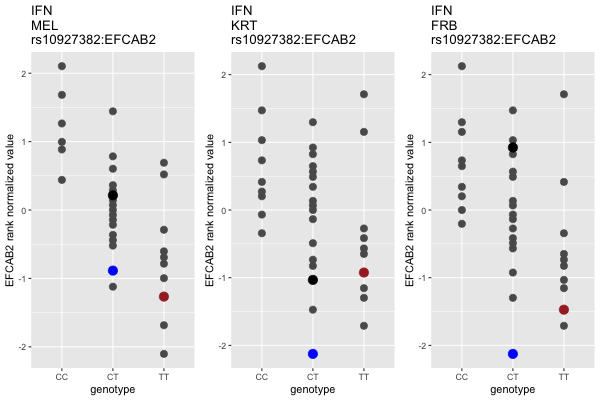 IFN
MEL
rs10927382:EFCAB2
EFCAB2 rank normalized value
2
1
0
-1
-2
CC
CT
TT
genotype
IFN
KRT
rs10927382:EFCAB2
EFCAB2 rank normalized value
2
1
0
-1
-2
CC
CT
TT
genotype
IFN
FRB
rs10927382:EFCAB2
EFCAB2 rank normalized value
2
1
0
-1
-2
CC
CT
TT
genotype